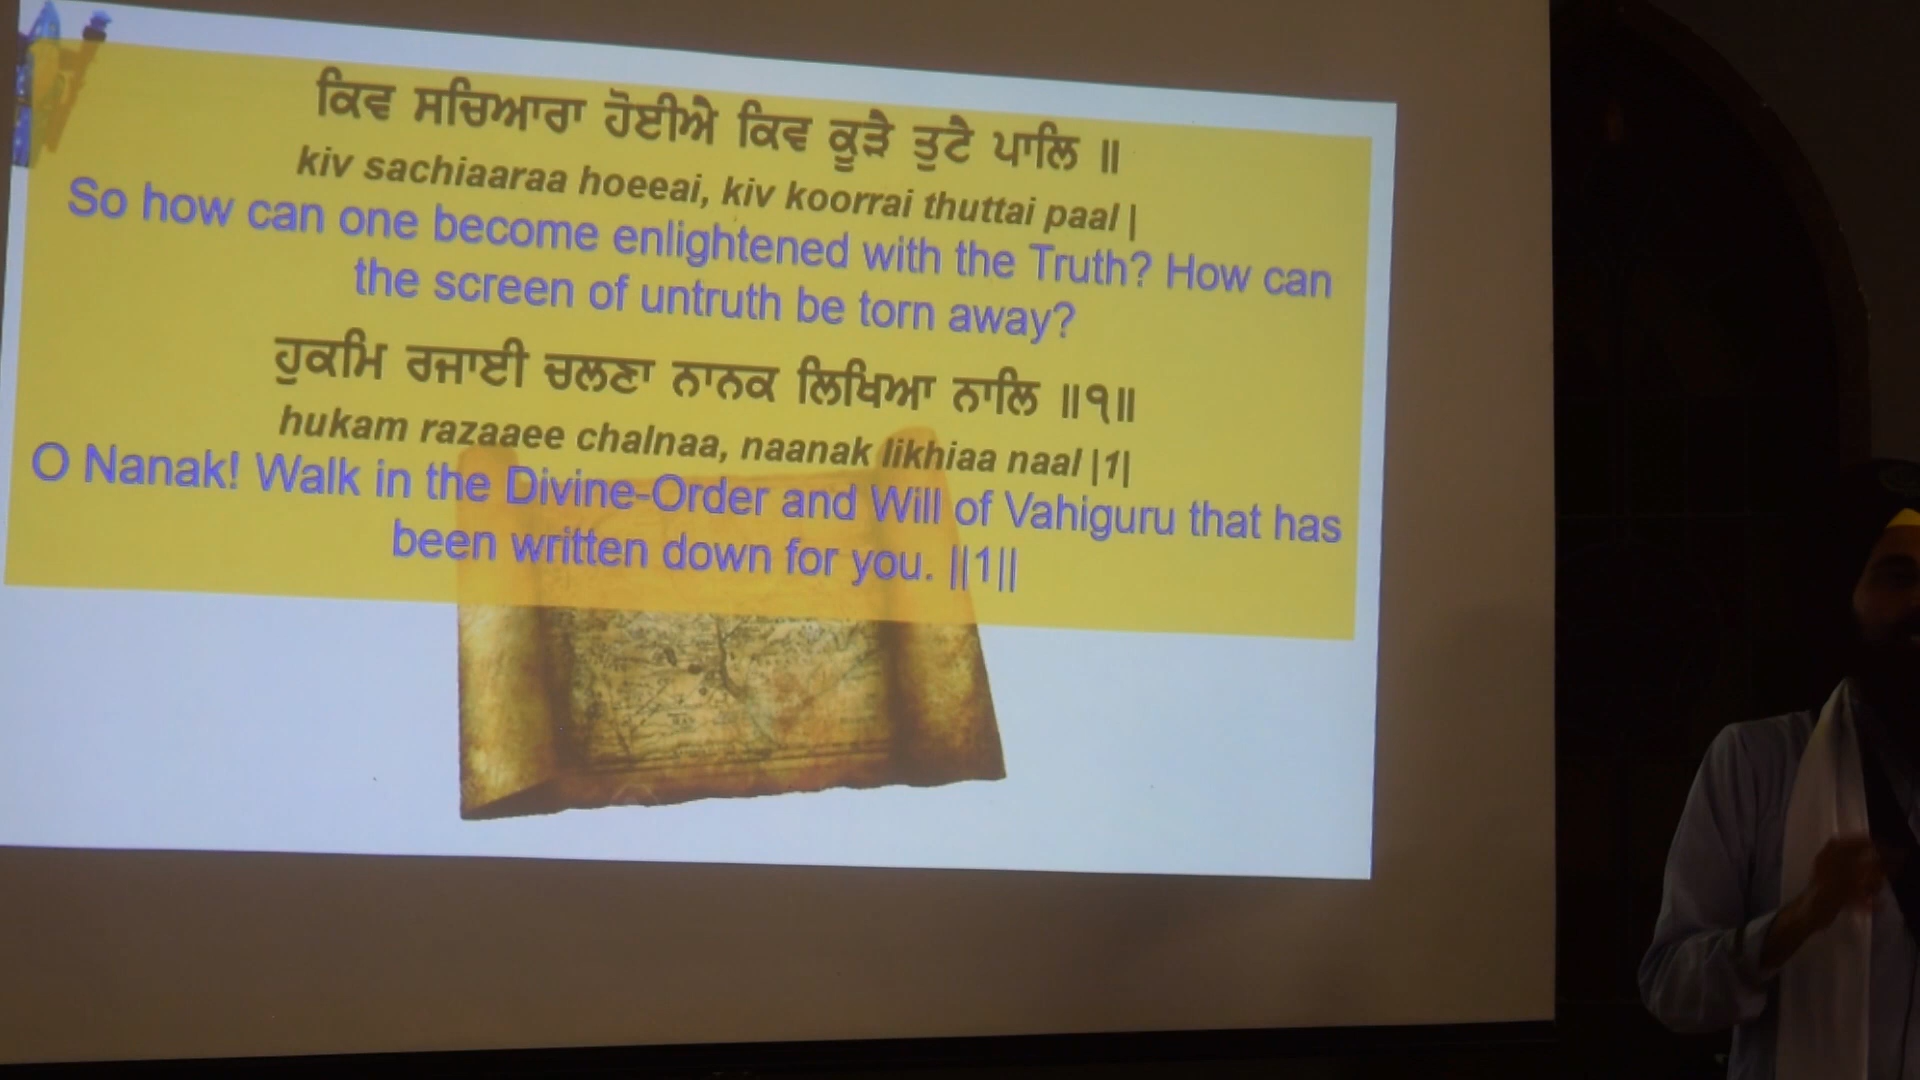 ਕਿਵ ਸਚਿਆਰਾ ਹੋਈਐ ਕਿਵ ਕੂੜੈ ਤੁਟੈ ਪਾਲਿ ॥
kiv sachiaaraa hoeeai, kiv koorrai thuttai paal |
So how can one become enlightened with the Truth? How can
the screen of untruth be torn away?
ਹੁਕਮਿ ਰਜਾਈ ਚਲਣਾ ਨਾਨਕ ਲਿਖਿਆ ਨਾਲਿ ॥੧॥
hukam razaaee chalnaa, naanak likhiaa naal |1|
O Nanak! Walk in the Divine-Order and Will of Vahiguru that has
been written down for you. ||1||